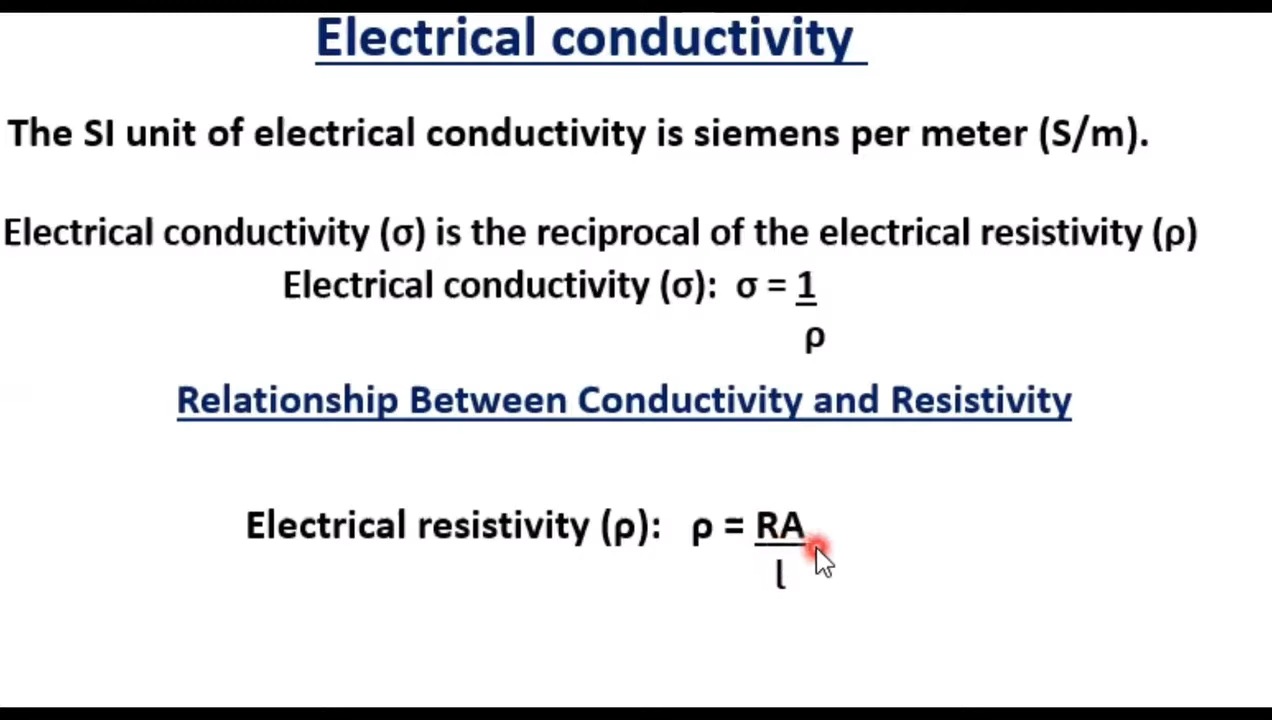 Electrical conductivity
The SI unit of electrical conductivity is siemens per meter (S/m).
Electrical conductivity (σ) is the reciprocal of the electrical resistivity (ρ)
Electrical conductivity (σ): σ = 1
ρ
Relationship Between Conductivity and Resistivity
Electrical resistivity (ρ): ρ = RA
l